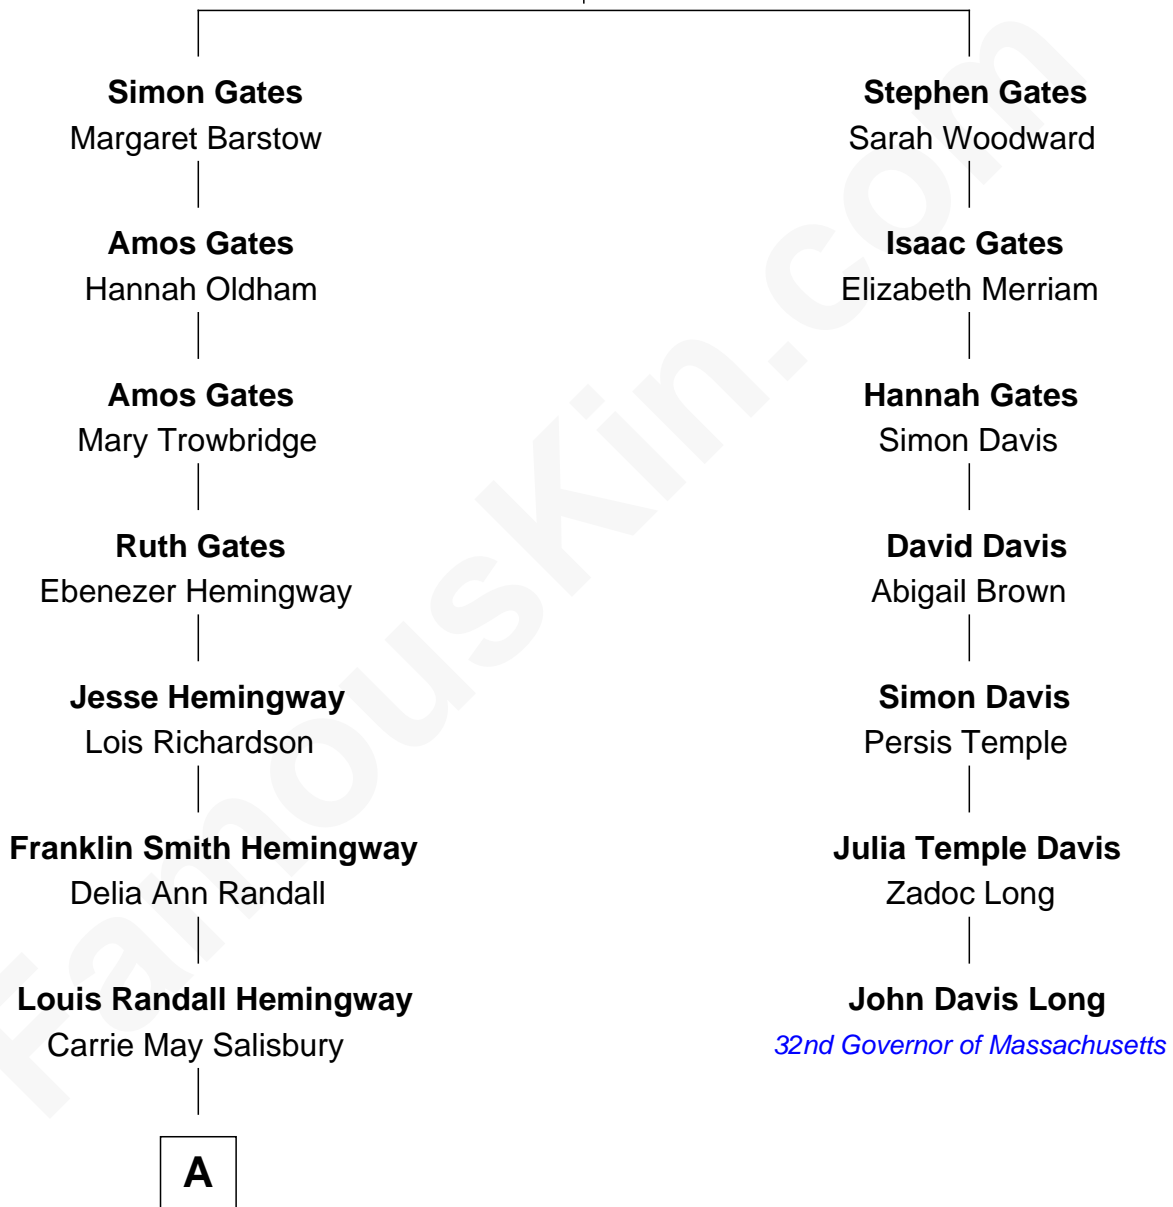 Simon Gates
Margaret Barstow
Amos Gates
Hannah Oldham
Amos Gates
Mary Trowbridge
Ruth Gates
Ebenezer Hemingway
Jesse Hemingway
Lois Richardson
Franklin Smith Hemingway
Delia Ann Randall
Louis Randall Hemingway
Carrie May Salisbury
A
Stephen Gates
Sarah Woodward
Isaac Gates
Elizabeth Merriam
Hannah Gates
Simon Davis
David Davis
Abigail Brown
Simon Davis
Persis Temple
Julia Temple Davis
Zadoc Long
John Davis Long
32nd Governor of Massachusetts
FamousKin.com